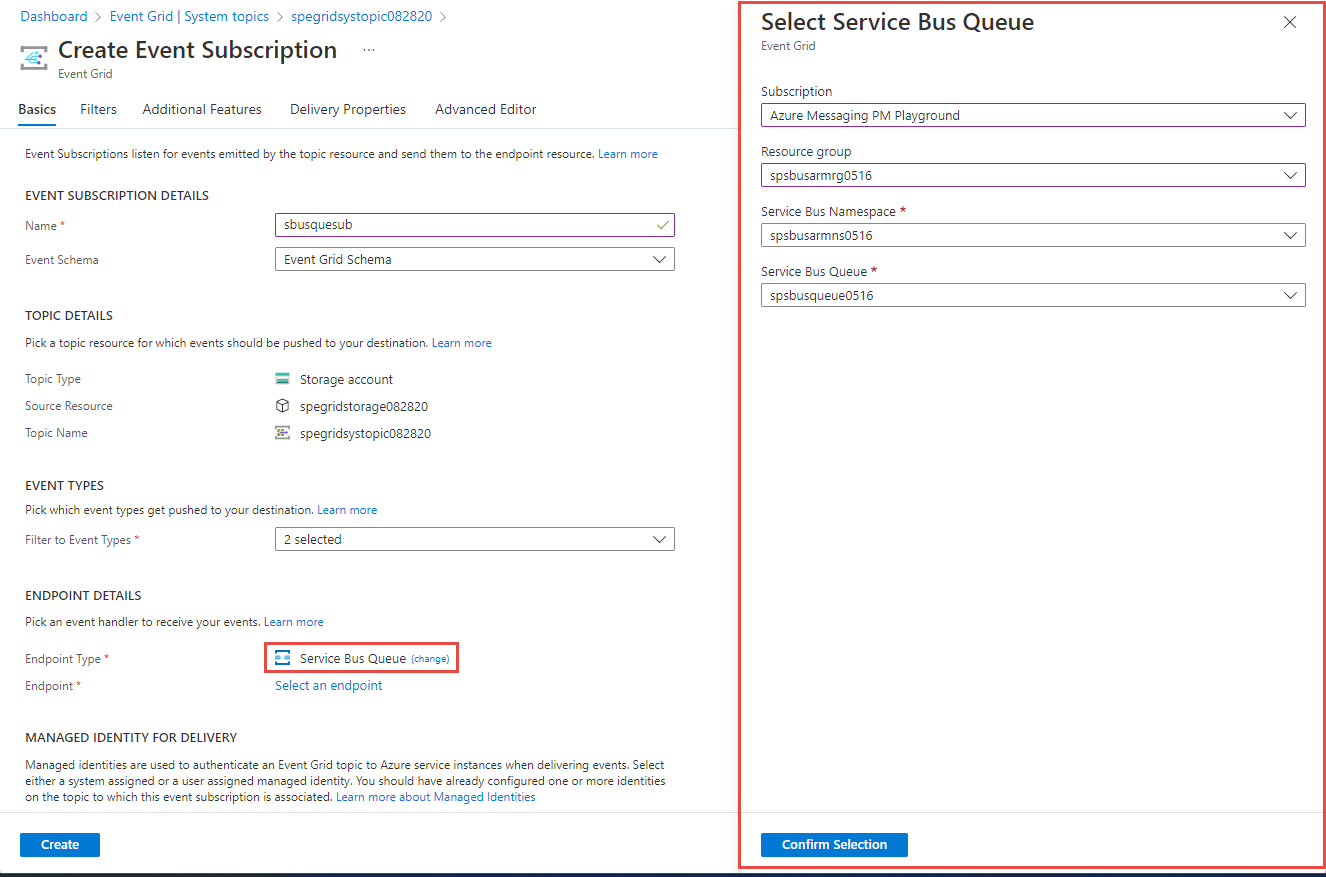 Dashboard > Event Grid | System topics > spegridsystopic082820 >
Create Event Subscription ...
Event Grid
Basics Filters Additional Features Delivery Properties Advanced Editor
Event Subscriptions listen for events emitted by the topic resource and send them to the endpoint resource. Learn more
EVENT SUBSCRIPTION DETAILS
Name * sbusquesub
Event Schema Event Grid Schema
TOPIC DETAILS
Pick a topic resource for which events should be pushed to your destination. Learn more
Topic Type Storage account
Source Resource spegridstorage082820
Topic Name spegridsystopic082820
EVENT TYPES
Pick which event types get pushed to your destination. Learn more
Filter to Event Types * 2 selected
ENDPOINT DETAILS
Pick an event handler to receive your events. Learn more
Endpoint Type * Service Bus Queue (change)
Endpoint * Select an endpoint
MANAGED IDENTITY FOR DELIVERY
Managed identities are used to authenticate an Event Grid topic to Azure service instances when delivering events. Select
either a system assigned or a user assigned managed identity. You should have already configured one or more identities
on the topic to which this event subscription is associated. Learn more about Managed Identities
Create
Select Service Bus Queue
Event Grid
Subscription
Azure Messaging PM Playground
Resource group
spsbusarmrg0516
Service Bus Namespace *
spsbusarmns0516
Service Bus Queue *
spsbusqueue0516
Confirm Selection